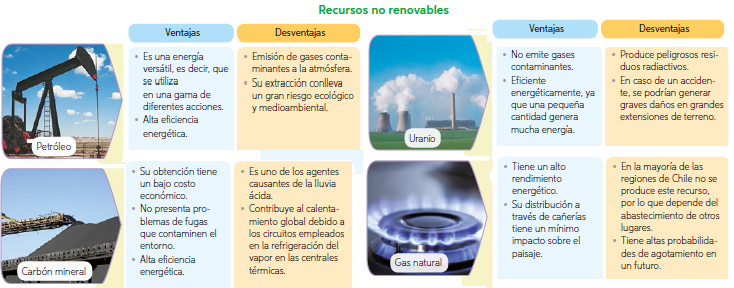 Recursos no renovables
Ventajas
Desventajas
• Es una energía
versátil, es decir, que
se utiliza
en una gama de
diferentes acciones.
• Alta eficiencia
energética.
• Emisión de gases conta-
minantes a la atmósfera.
• Su extracción conlleva
un gran riesgo ecológico
y medioambiental.
Petróleo
• Su obtención tiene
un bajo costo
económico.
• No presenta pro-
blemas de fugas
que contaminen el
entorno.
• Alta eficiencia
energética.
• Es uno de los agentes
causantes de la lluvia
ácida.
• Contribuye al calenta-
miento global debido a
los circuitos empleados
en la refrigeración del
vapor en las centrales
térmicas.
Carbón mineral
Ventajas
Desventajas
• No emite gases
contaminantes.
• Eficiente
energéticamente, ya
que una pequeña
cantidad genera
mucha energía.
• Produce peligrosos resi-
duos radiactivos.
• En caso de un acciden-
te, se podrían generar
graves daños en grandes
extensiones de terreno.
Uranio
• Tiene un alto
rendimiento
energético.
• Su distribución a
través de cañerías
tiene un mínimo
impacto sobre el
paisaje.
• En la mayoría de las
regiones de Chile no se
produce este recurso,
por lo que depende del
abastecimiento de otros
lugares.
• Tiene altas probabilida-
des de agotamiento en
un futuro.
Gas natural